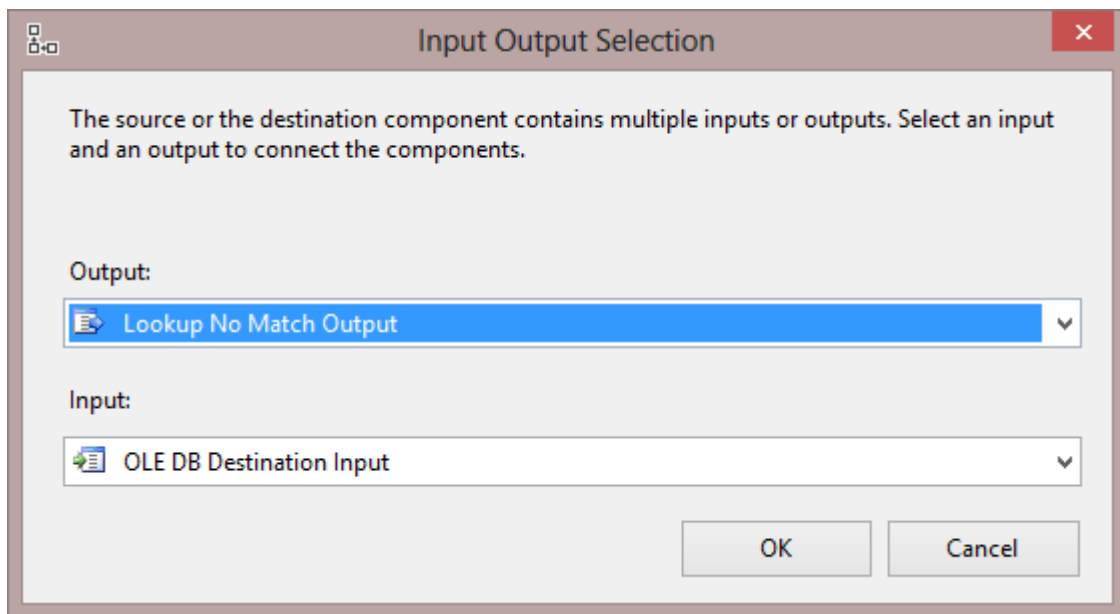 Input Output Selection
The source or the destination component contains multiple inputs or outputs. Select an input
and an output to connect the components.
Output:
Lookup No Match Output
Input:
OLE DB Destination Input
OK
Cancel